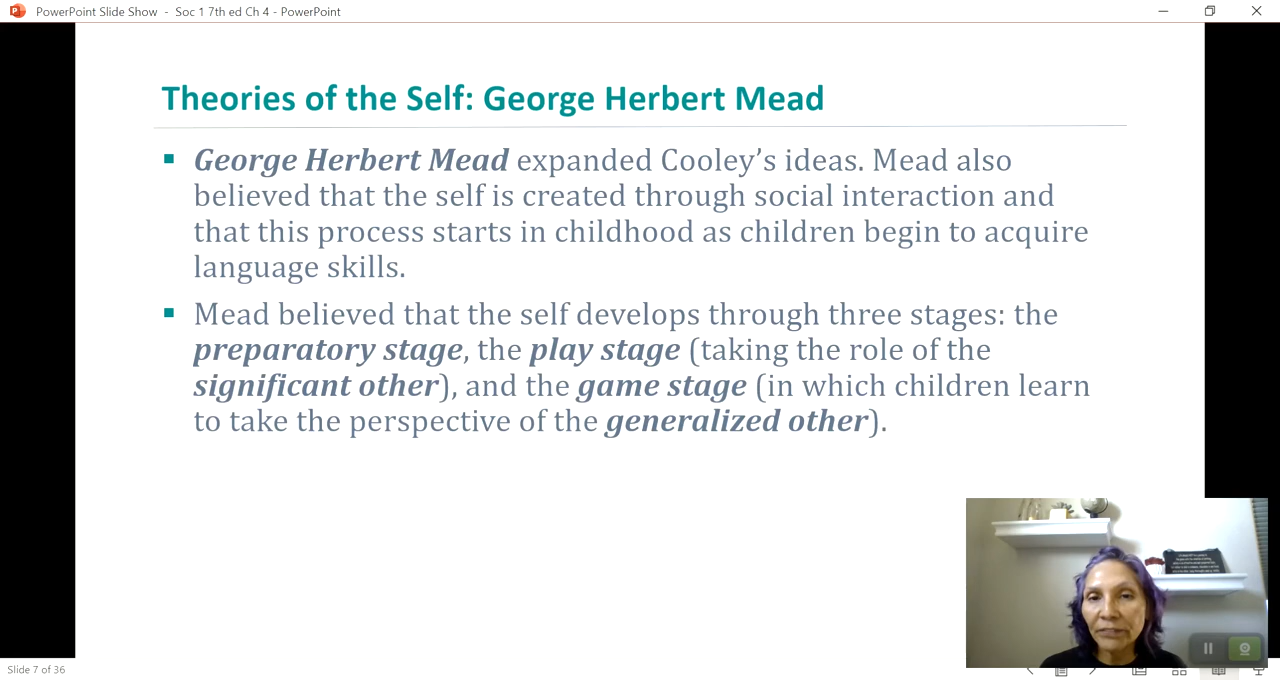 PowerPoint Slide Show - Soc 1 7th ed Ch 4 - PowerPoint
Theories of the Self: George Herbert Mead
George Herbert Mead expanded Cooley’s ideas. Mead also
believed that the self is created through social interaction and
that this process starts in childhood as children begin to acquire
language skills.
Mead believed that the self develops through three stages: the
preparatory stage, the play stage (taking the role of the
significant other), and the game stage (in which children learn
to take the perspective of the generalized other).
Slide 7 of 36